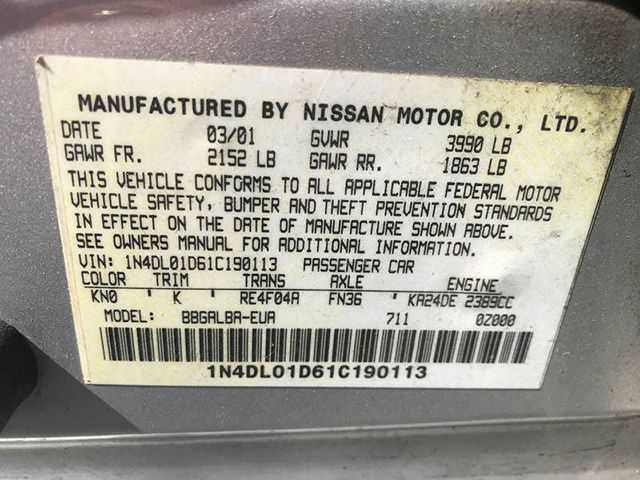 MANUFACTURED BY NISSAN MOTOR CO., LTD.
DATE 03/01 GVWR 3990 LB
GAWR FR. 2152 LB GAWR RR. 1863 LB
THIS VEHICLE CONFORMS TO ALL APPLICABLE FEDERAL MOTOR
VEHICLE SAFETY, BUMPER AND THEFT PREVENTION STANDARDS
IN EFFECT ON THE DATE OF MANUFACTURE SHOWN ABOVE.
SEE OWNERS MANUAL FOR ADDITIONAL INFORMATION.
VIN: 1N4DL01D61C190113 PASSENGER CAR
COLOR TRIM TRANS AXLE ENGINE
KN0 K RE4F04A FN36 KA24DE 2389CC
MODEL: BBGALBA-EUA 711 0Z000
1N4DL01D61C190113